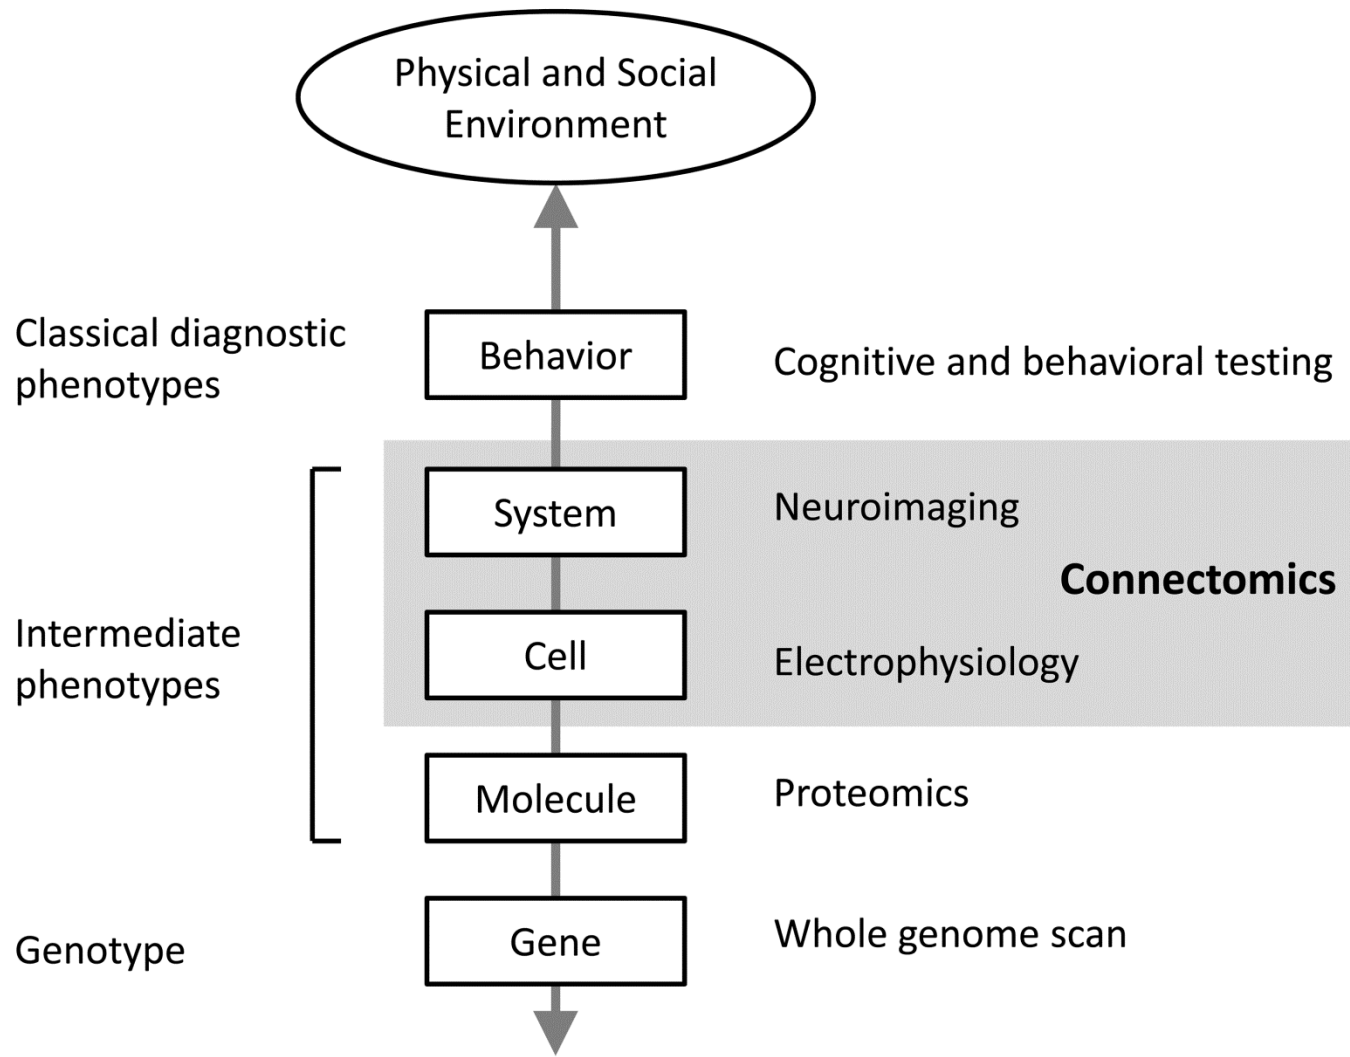 Physical and Social
Environment
Classical diagnostic
phenotypes
Behavior
Cognitive and behavioral testing
System
Neuroimaging
Connectomics
Intermediate
phenotypes
Cell
Electrophysiology
Molecule
Proteomics
Genotype
Gene
Whole genome scan